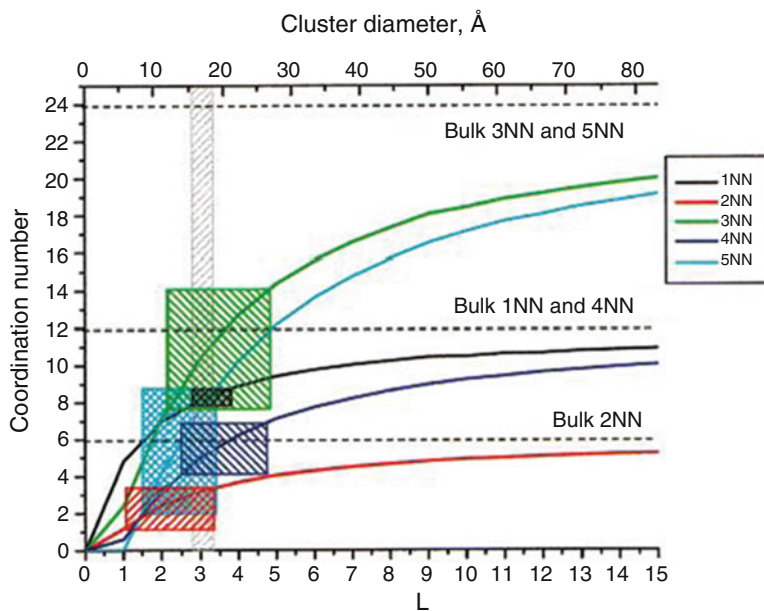 Cluster diameter, Å
0 10 20 30 40 50 60 70 80
24
22
20
18
16
14
12
10
8
6
4
2
0
Coordination number
Bulk 3NN and 5NN
Bulk 1NN and 4NN
Bulk 2NN
1NN
2NN
3NN
4NN
5NN
0 1 2 3 4 5 6 7 8 9 10 11 12 13 14 15
L